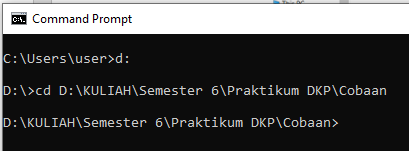 Command Prompt
C:\Users\user>d:
D:\>cd D:\KULIAH\Semester 6\Praktikum DKP\Cobaan
D:\KULIAH\Semester 6\Praktikum DKP\Cobaan>